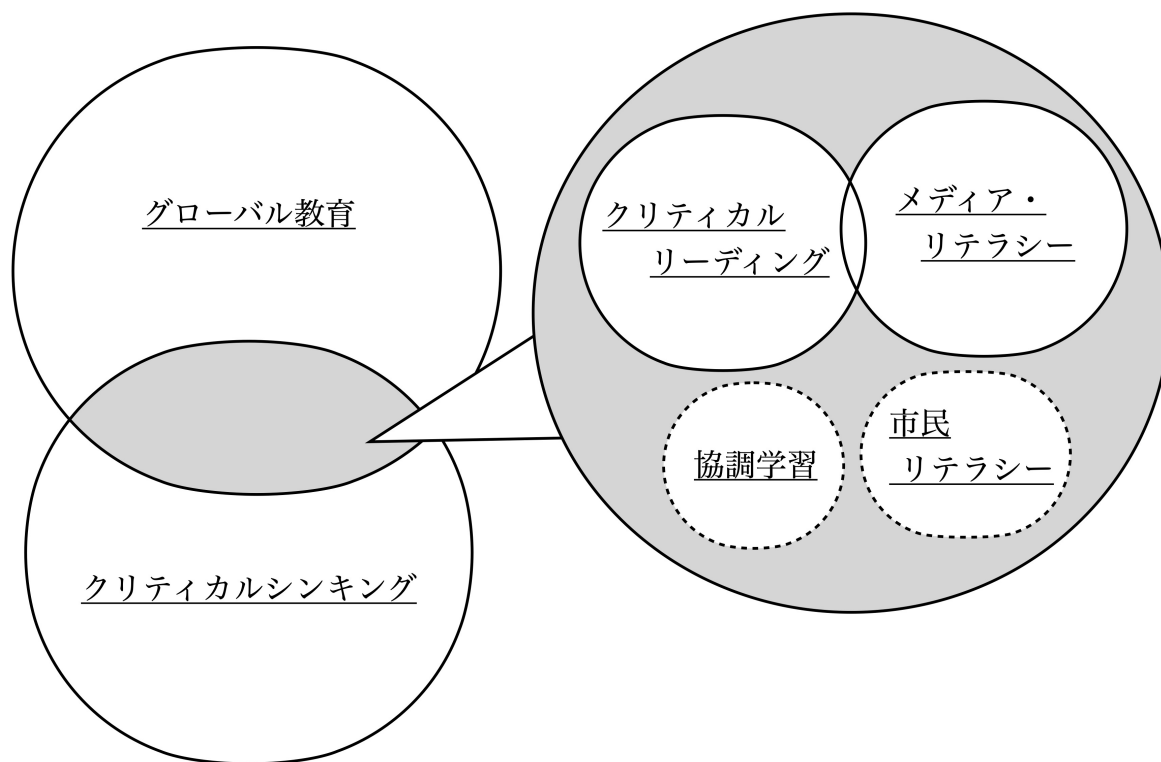 グローバル教育
クリティカルシンキング
クリティカル
リーディング
メディア・
リテラシー
協調学習
市民
リテラシー